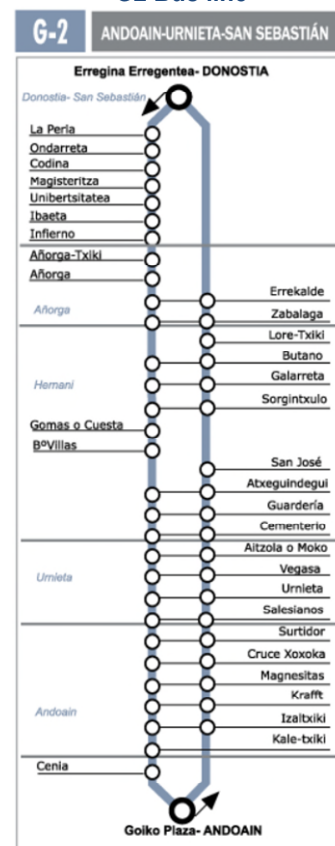 G2 Bus line
G-2 ANDOAIN-URNIETA-SAN SEBASTIÁN
Erregina Erregentea- DONOSTIA
Donostia- San Sebastián
La Perla
Ondarreta
Codina
Magisteritza
Unibertsitatea
Ibaeta
Infierno
Añorga-Txiki
Añorga
Errekalde
Añorga
Zabalaga
Lore-Txiki
Butano
Hernani
Galarreta
Sorgintxulo
Gomas o Cuesta
BºVillas
San José
Atxeguindegui
Guardería
Cementerio
Aitzola o Moko
Urnieta
Vegasa
Urnieta
Salesianos
Surtidor
Cruce Xoxoka
Magnesitas
Andoain
Krafft
Izaltxiki
Kale-txiki
Cenia
Goiko Plaza- ANDOAIN